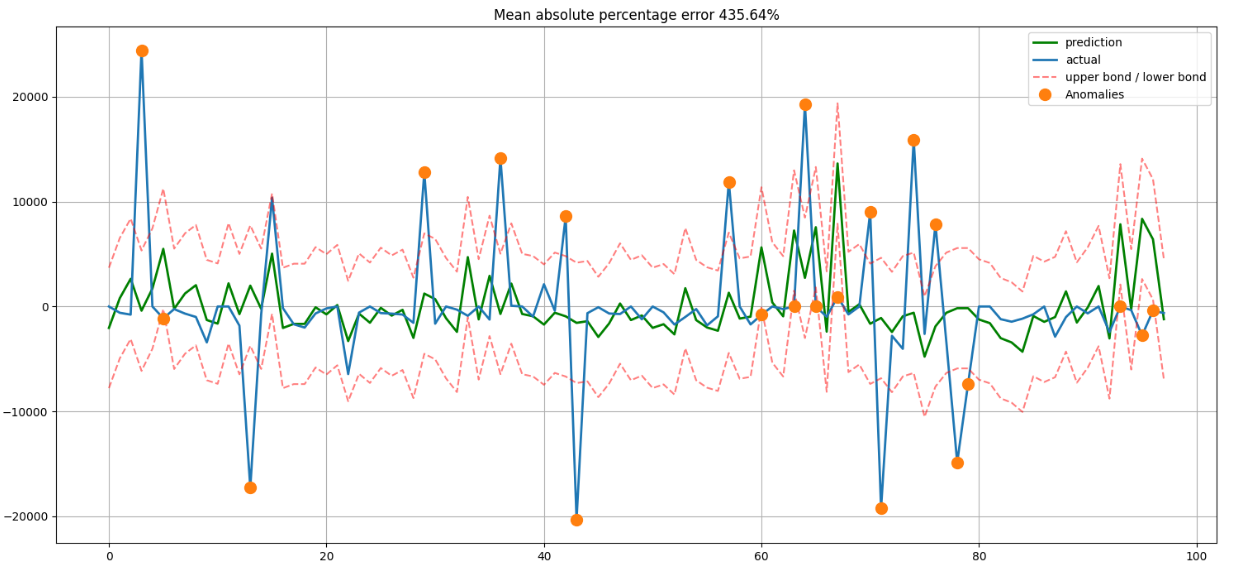 Mean absolute percentage error 435.64%
prediction
actual
upper bond / lower bond
Anomalies
20000
10000
0
−10000
−20000
0 20 40 60 80 100